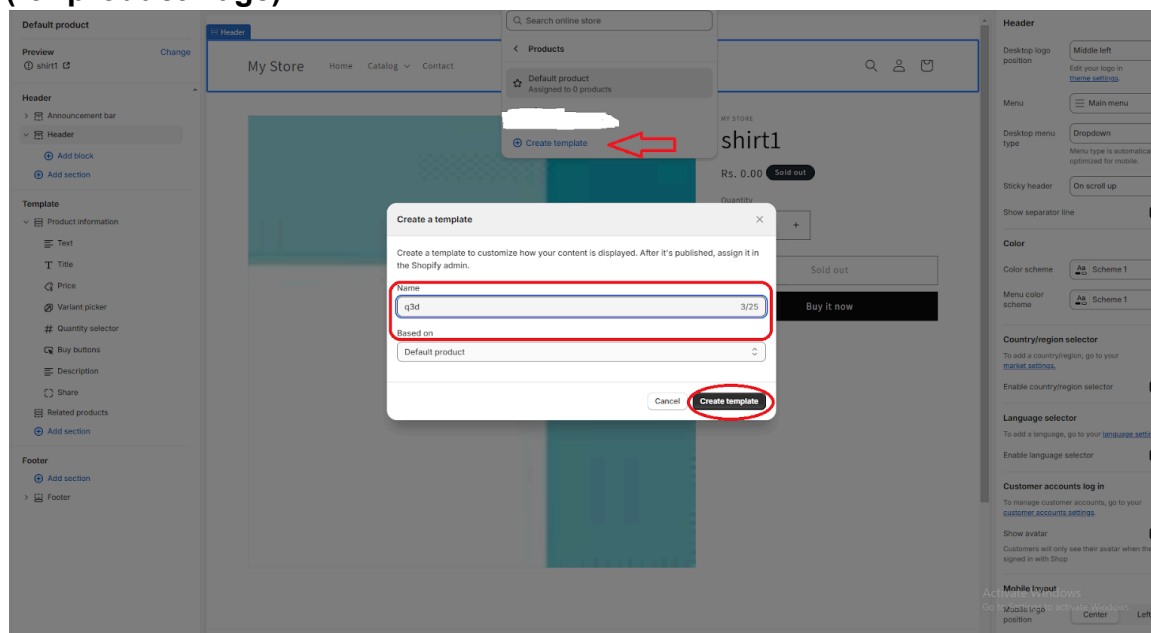 Default product
Preview
Change
shirt1
Header
Announcement bar
Header
Add block
Add section
Template
Product information
Text
Title
Price
Variant picker
Quantity selector
Buy buttons
Description
Share
Related products
Add section
Footer
Add section
Footer
Header
My Store
Home
Catalog
Contact
Search online store
Products
Default product
Assigned to 0 products
Create template
MY STORE
shirt1
Rs. 0.00
Sold out
Quantity
+
Sold out
Buy it now
Create a template
Create a template to customize how your content is displayed. After it's published, assign it in
the Shopify admin.
Name
q3d
3/25
Based on
Default product
Cancel
Create template
Header
Desktop logo
position
Middle left
Edit your logo in
theme settings.
Menu
Main menu
Desktop menu
type
Dropdown
Menu type is automatica
optimized for mobile.
Sticky header
On scroll up
Show separator line
Color
Color scheme
Aa
Scheme 1
Menu color
scheme
Aa
Scheme 1
Country/region selector
To add a country/region, go to your
market settings.
Enable country/region selector
Language selector
To add a language, go to your language setti
Enable language selector
Customer accounts log in
To manage customer accounts, go to your
customer accounts settings.
Show avatar
Customers will only see their avatar when the
signed in with Shop
Mobile layout
Mobile logo
position
Center
Left
Activate Windows